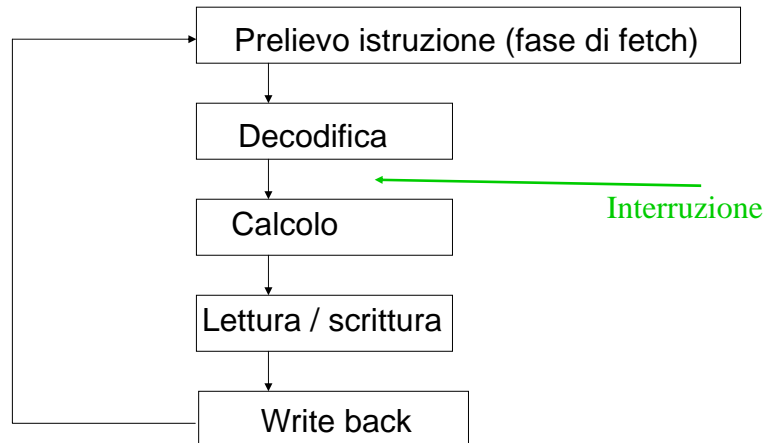 Prelievo istruzione (fase di fetch)
Decodifica
Interruzione
Calcolo
Lettura / scrittura
Write back